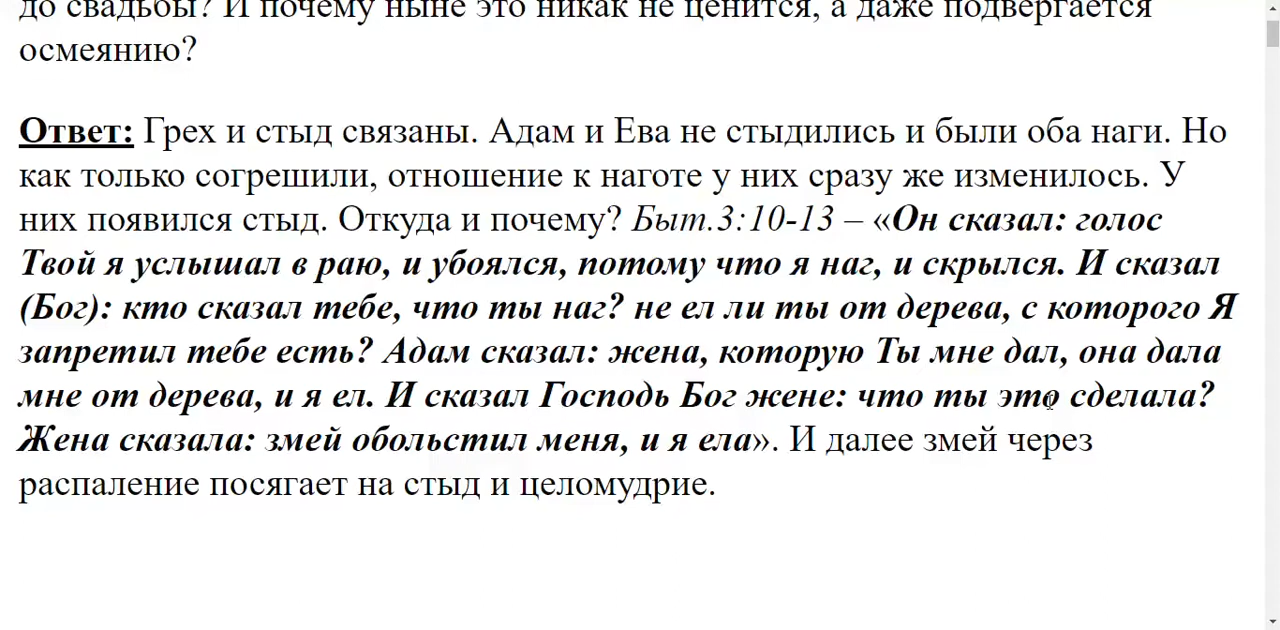 до свадьбы? И почему ныне это никак не ценится, а даже подвергается
осмеянию?
Ответ: Грех и стыд связаны. Адам и Ева не стыдились и были оба наги. Но
как только согрешили, отношение к наготе у них сразу же изменилось. У
них появился стыд. Откуда и почему? Быт.3:10-13 – «Он сказал: голос
Твой я услышал в раю, и убоялся, потому что я наг, и скрылся. И сказал
(Бог): кто сказал тебе, что ты наг? не ел ли ты от дерева, с которого Я
запретил тебе есть? Адам сказал: жена, которую Ты мне дал, она дала
мне от дерева, и я ел. И сказал Господь Бог жене: что ты это сделала?
Жена сказала: змей обольстил меня, и я ела». И далее змей через
распаление посягает на стыд и целомудрие.